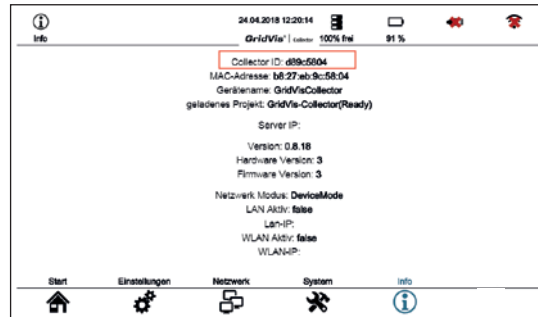 24.04.2018 12:20:14
Info
GridVis® | Collector 100% frei 91 %
Collector ID: d89c5804
MAC-Adresse: b8:27:eb:9c:58:04
Gerätename: GridVisCollector
geladenes Projekt: GridVis-Collector(Ready)
Server IP:
Version: 0.8.18
Hardware Version: 3
Firmware Version: 3
Netzwerk Modus: DeviceMode
LAN Aktiv: false
Lan-IP:
WLAN Aktiv: false
WLAN-IP:
Start Einstellungen Netzwerk System Info